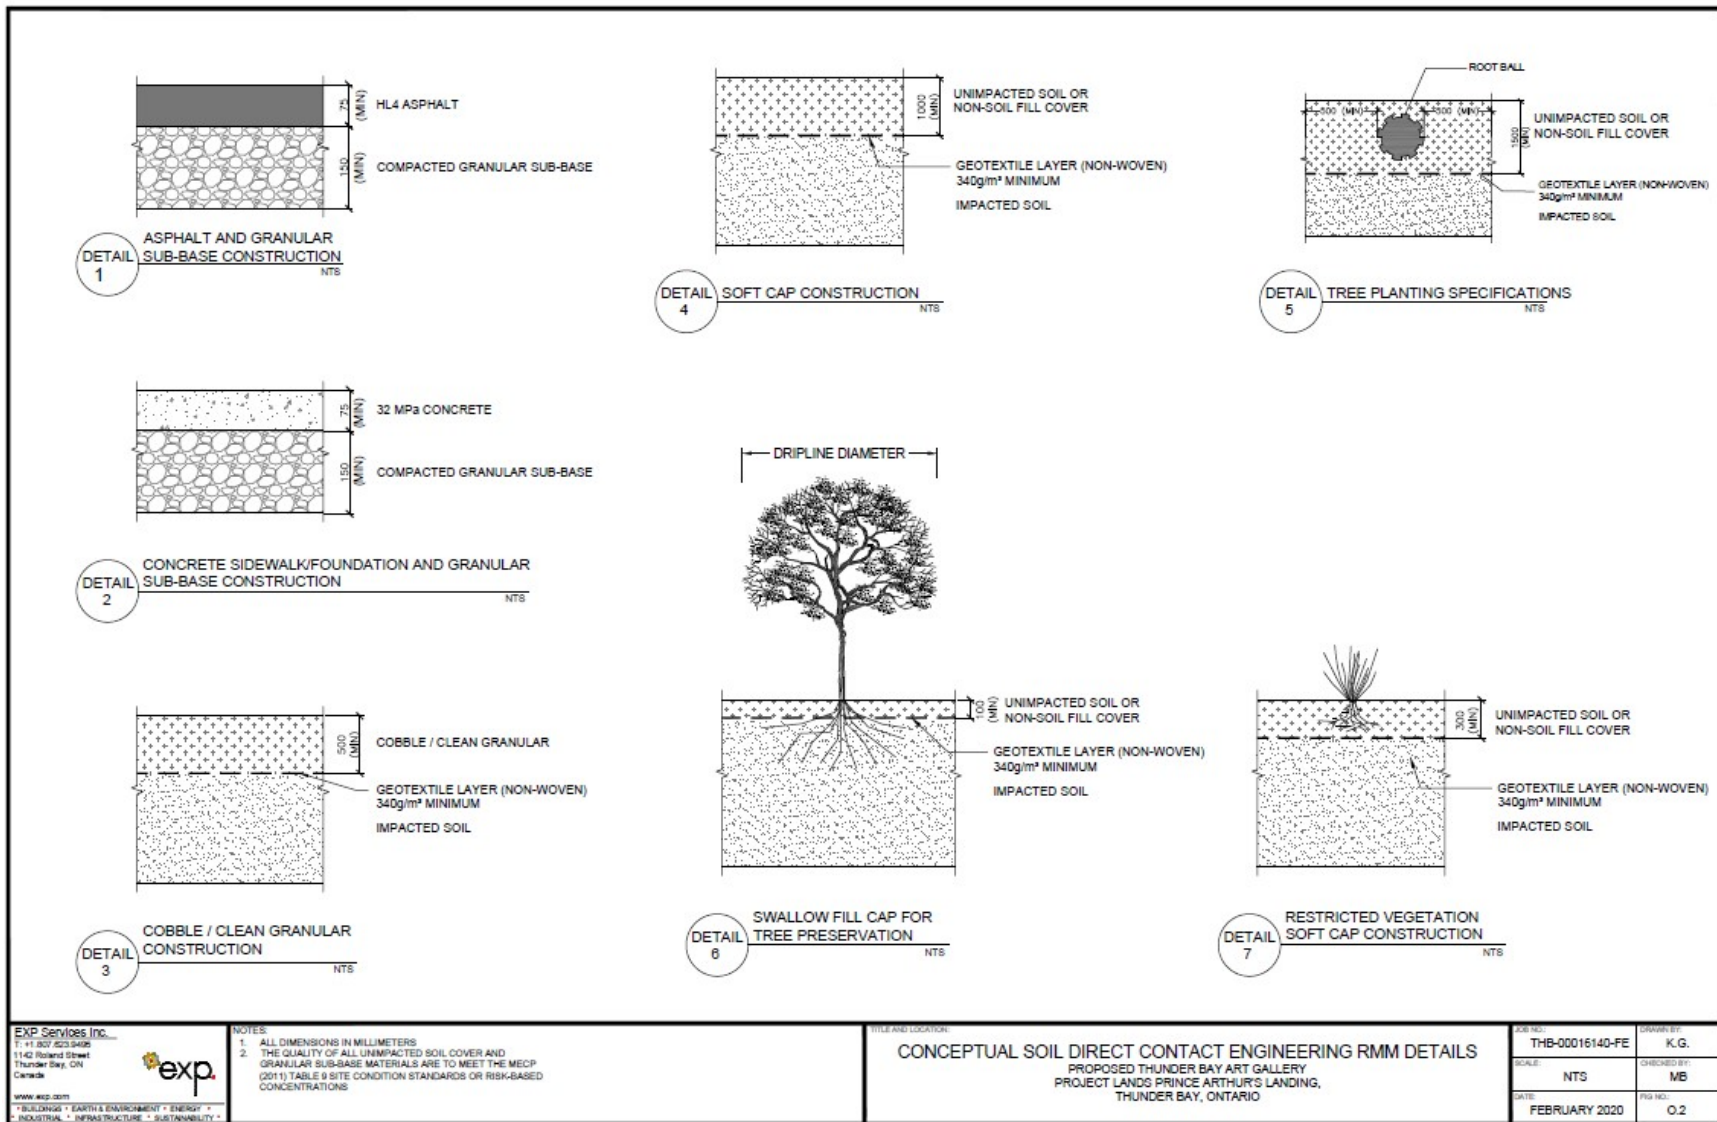 75
(MIN)
HL4 ASPHALT
150
(MIN)
COMPACTED GRANULAR SUB-BASE
DETAIL
1
ASPHALT AND GRANULAR
SUB-BASE CONSTRUCTION
NTS
1000
(MIN)
UNIMPACTED SOIL OR
NON-SOIL FILL COVER
GEOTEXTILE LAYER (NON-WOVEN)
340g/m³ MINIMUM
IMPACTED SOIL
DETAIL
4
SOFT CAP CONSTRUCTION
NTS
ROOT BALL
500 (MIN)
500 (MIN)
1500
(MIN)
UNIMPACTED SOIL OR
NON-SOIL FILL COVER
GEOTEXTILE LAYER (NON-WOVEN)
340g/m³ MINIMUM
IMPACTED SOIL
DETAIL
5
TREE PLANTING SPECIFICATIONS
NTS
75
(MIN)
32 MPa CONCRETE
150
(MIN)
COMPACTED GRANULAR SUB-BASE
DETAIL
2
CONCRETE SIDEWALK/FOUNDATION AND GRANULAR
SUB-BASE CONSTRUCTION
NTS
500
(MIN)
COBBLE / CLEAN GRANULAR
GEOTEXTILE LAYER (NON-WOVEN)
340g/m³ MINIMUM
IMPACTED SOIL
DETAIL
3
COBBLE / CLEAN GRANULAR
CONSTRUCTION
NTS
DRIPLINE DIAMETER
100
(MIN)
UNIMPACTED SOIL OR
NON-SOIL FILL COVER
GEOTEXTILE LAYER (NON-WOVEN)
340g/m³ MINIMUM
IMPACTED SOIL
DETAIL
6
SWALLOW FILL CAP FOR
TREE PRESERVATION
NTS
300
(MIN)
UNIMPACTED SOIL OR
NON-SOIL FILL COVER
GEOTEXTILE LAYER (NON-WOVEN)
340g/m³ MINIMUM
IMPACTED SOIL
DETAIL
7
RESTRICTED VEGETATION
SOFT CAP CONSTRUCTION
NTS
EXP Services Inc.
T: +1.807.623.9495
1142 Roland Street
Thunder Bay, ON
Canada
www.exp.com
exp.
• BUILDINGS • EARTH & ENVIRONMENT • ENERGY •
• INDUSTRIAL • INFRASTRUCTURE • SUSTAINABILITY •
NOTES:
1. ALL DIMENSIONS IN MILLIMETERS
2. THE QUALITY OF ALL UNIMPACTED SOIL COVER AND
GRANULAR SUB-BASE MATERIALS ARE TO MEET THE MECP
(2011) TABLE 9 SITE CONDITION STANDARDS OR RISK-BASED
CONCENTRATIONS
TITLE AND LOCATION:
CONCEPTUAL SOIL DIRECT CONTACT ENGINEERING RMM DETAILS
PROPOSED THUNDER BAY ART GALLERY
PROJECT LANDS PRINCE ARTHUR'S LANDING,
THUNDER BAY, ONTARIO
JOB NO.:
THB-00016140-FE
DRAWN BY:
K.G.
SCALE:
NTS
CHECKED BY:
MB
DATE:
FEBRUARY 2020
FIG NO.:
O.2